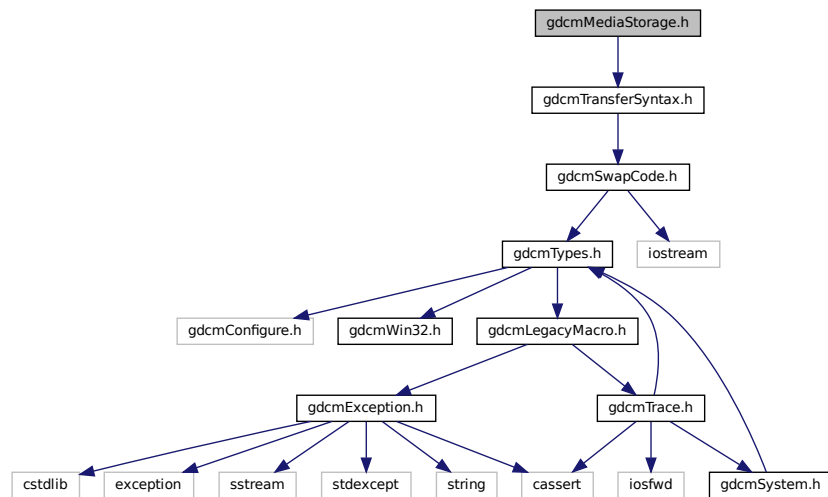 gdcmMediaStorage.h
gdcmTransferSyntax.h
gdcmSwapCode.h
gdcmTypes.h
iostream
gdcmConfigure.h
gdcmWin32.h
gdcmLegacyMacro.h
gdcmException.h
gdcmTrace.h
cstdlib
exception
sstream
stdexcept
string
cassert
iosfwd
gdcmSystem.h